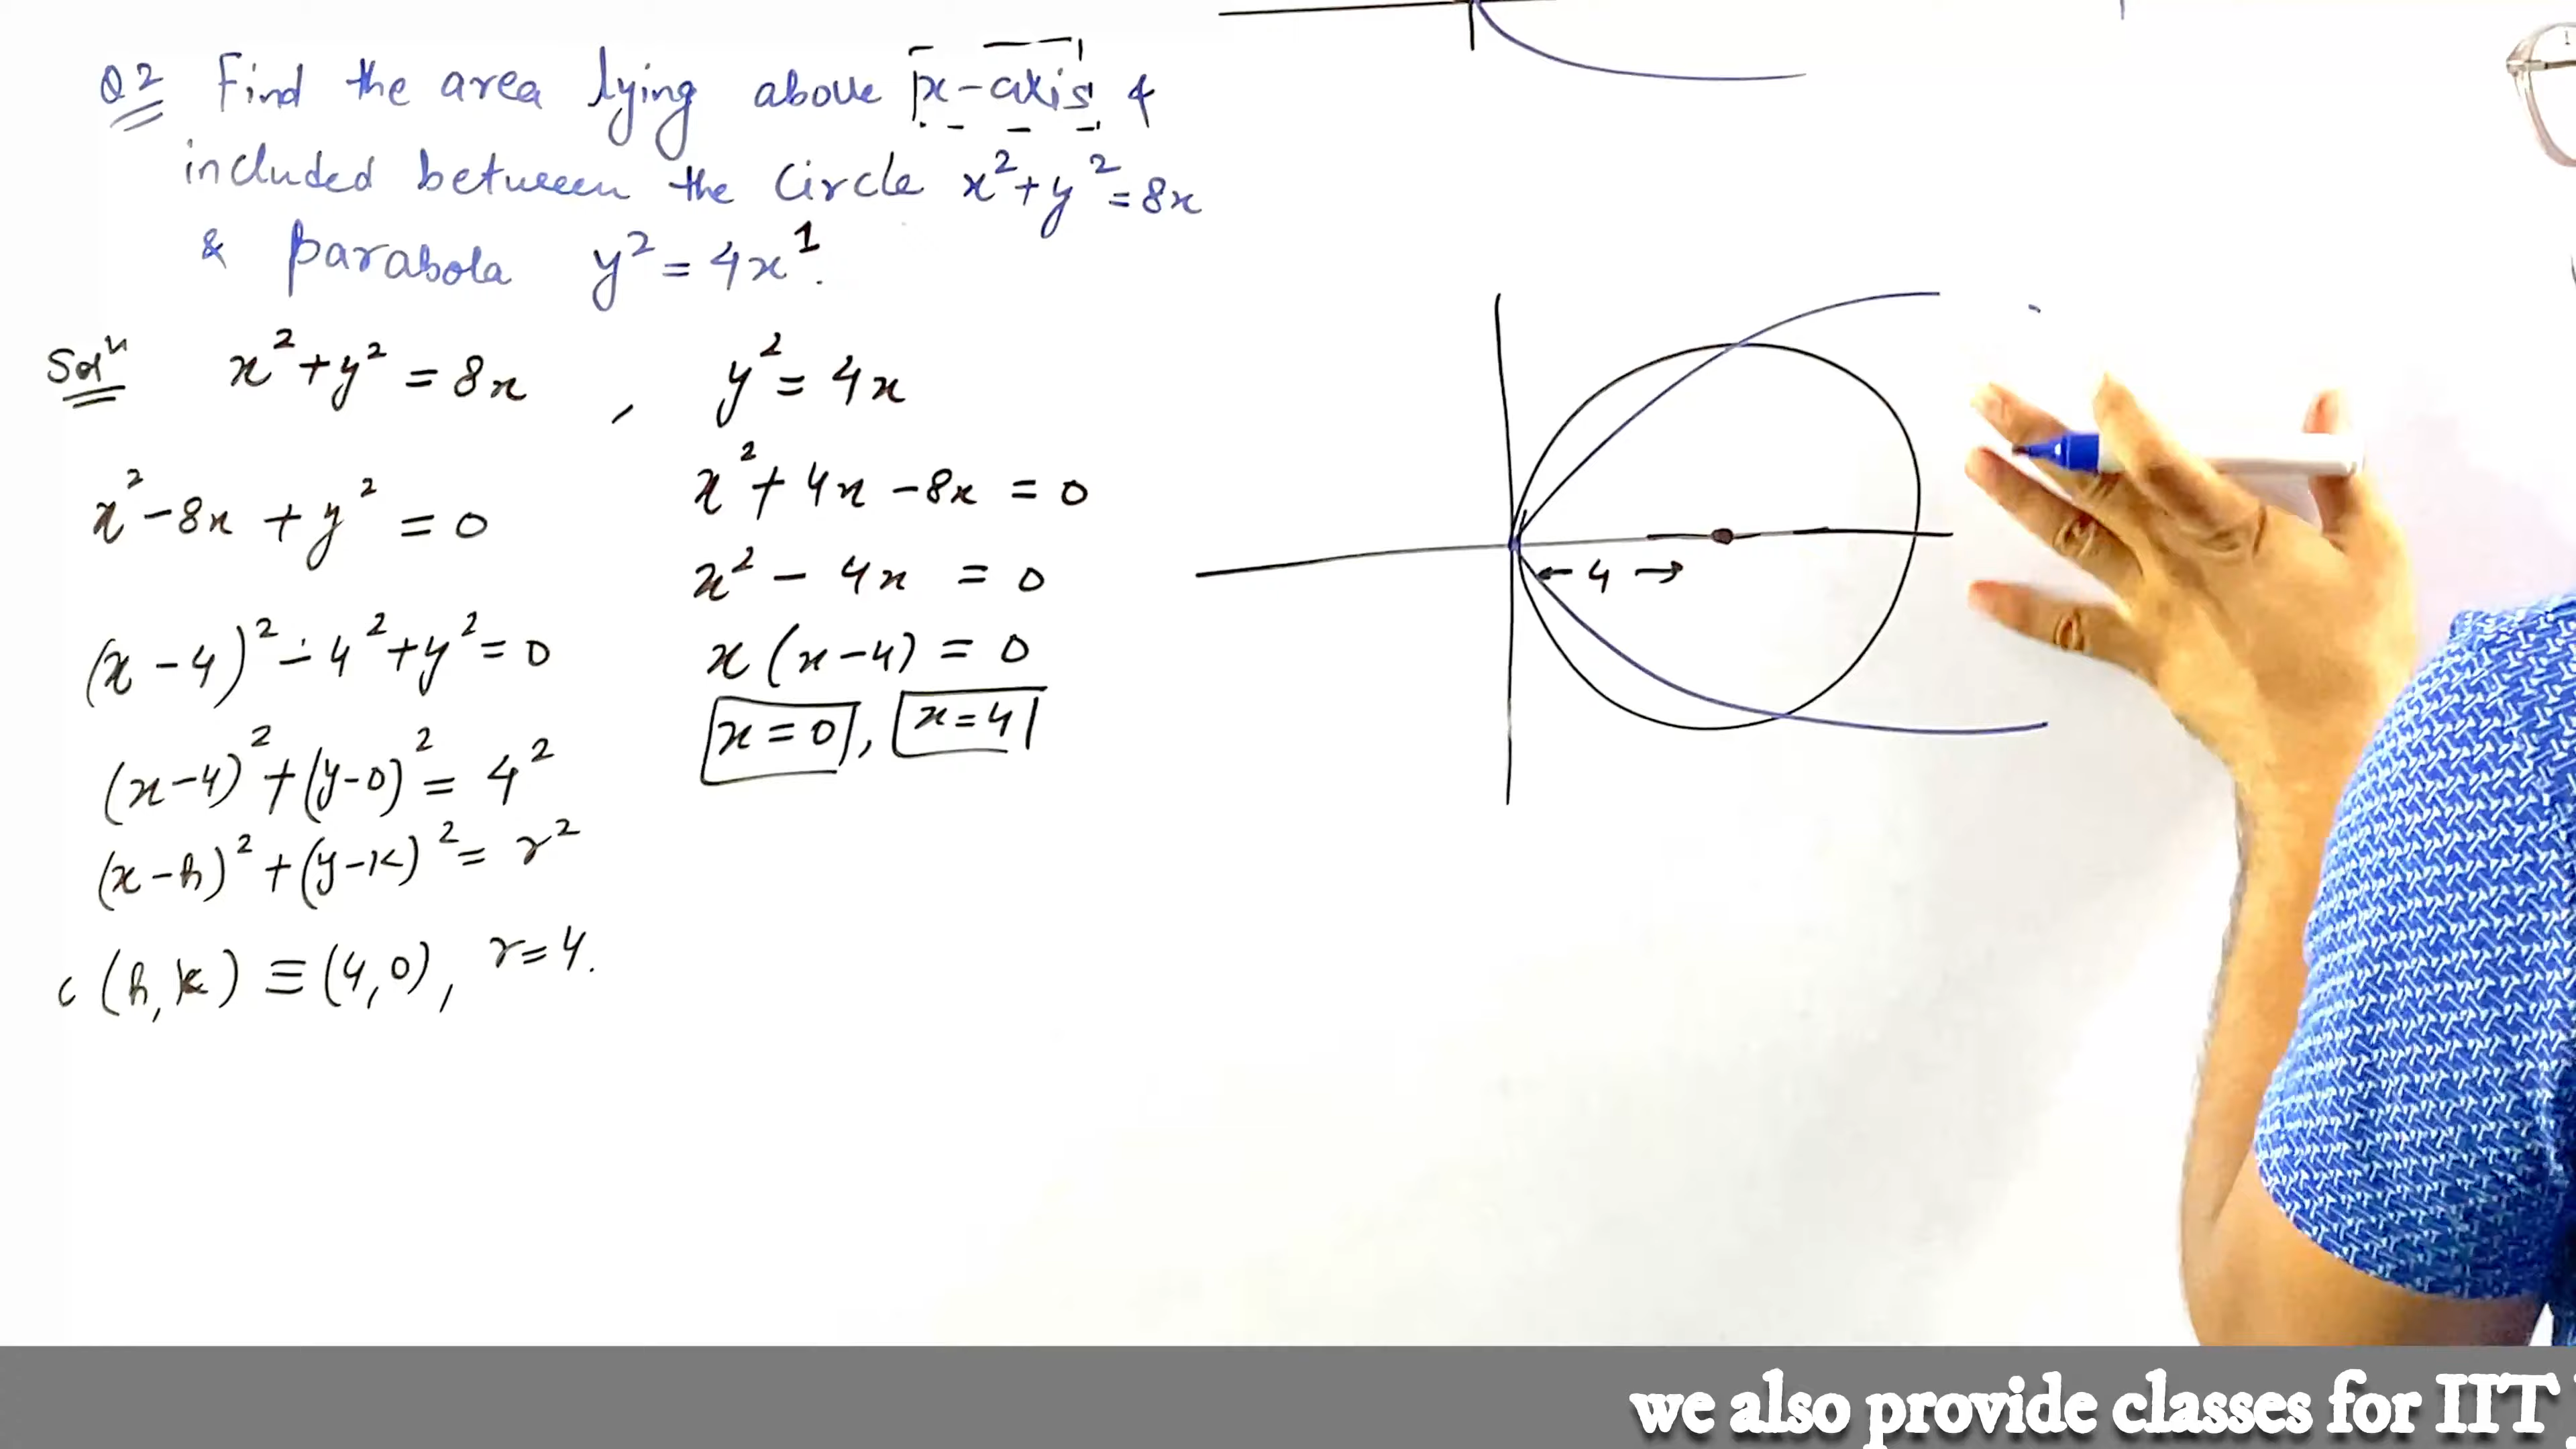 Q2 Find the area lying above x-axis &
included between the circle x²+y²=8x
& parabola y² = 4x¹.
Solⁿ x²+y² = 8x , y² = 4x
x²-8x + y² = 0
(x-4)² - 4² + y² = 0
(x-4)² + (y-0)² = 4²
(x-h)² + (y-k)² = r²
c (h,k) ≡ (4,0), r=4.
x² + 4x - 8x = 0
x² - 4x = 0
x (x-4) = 0
x = 0, x = 4
← 4 →
we also provide classes for IIT